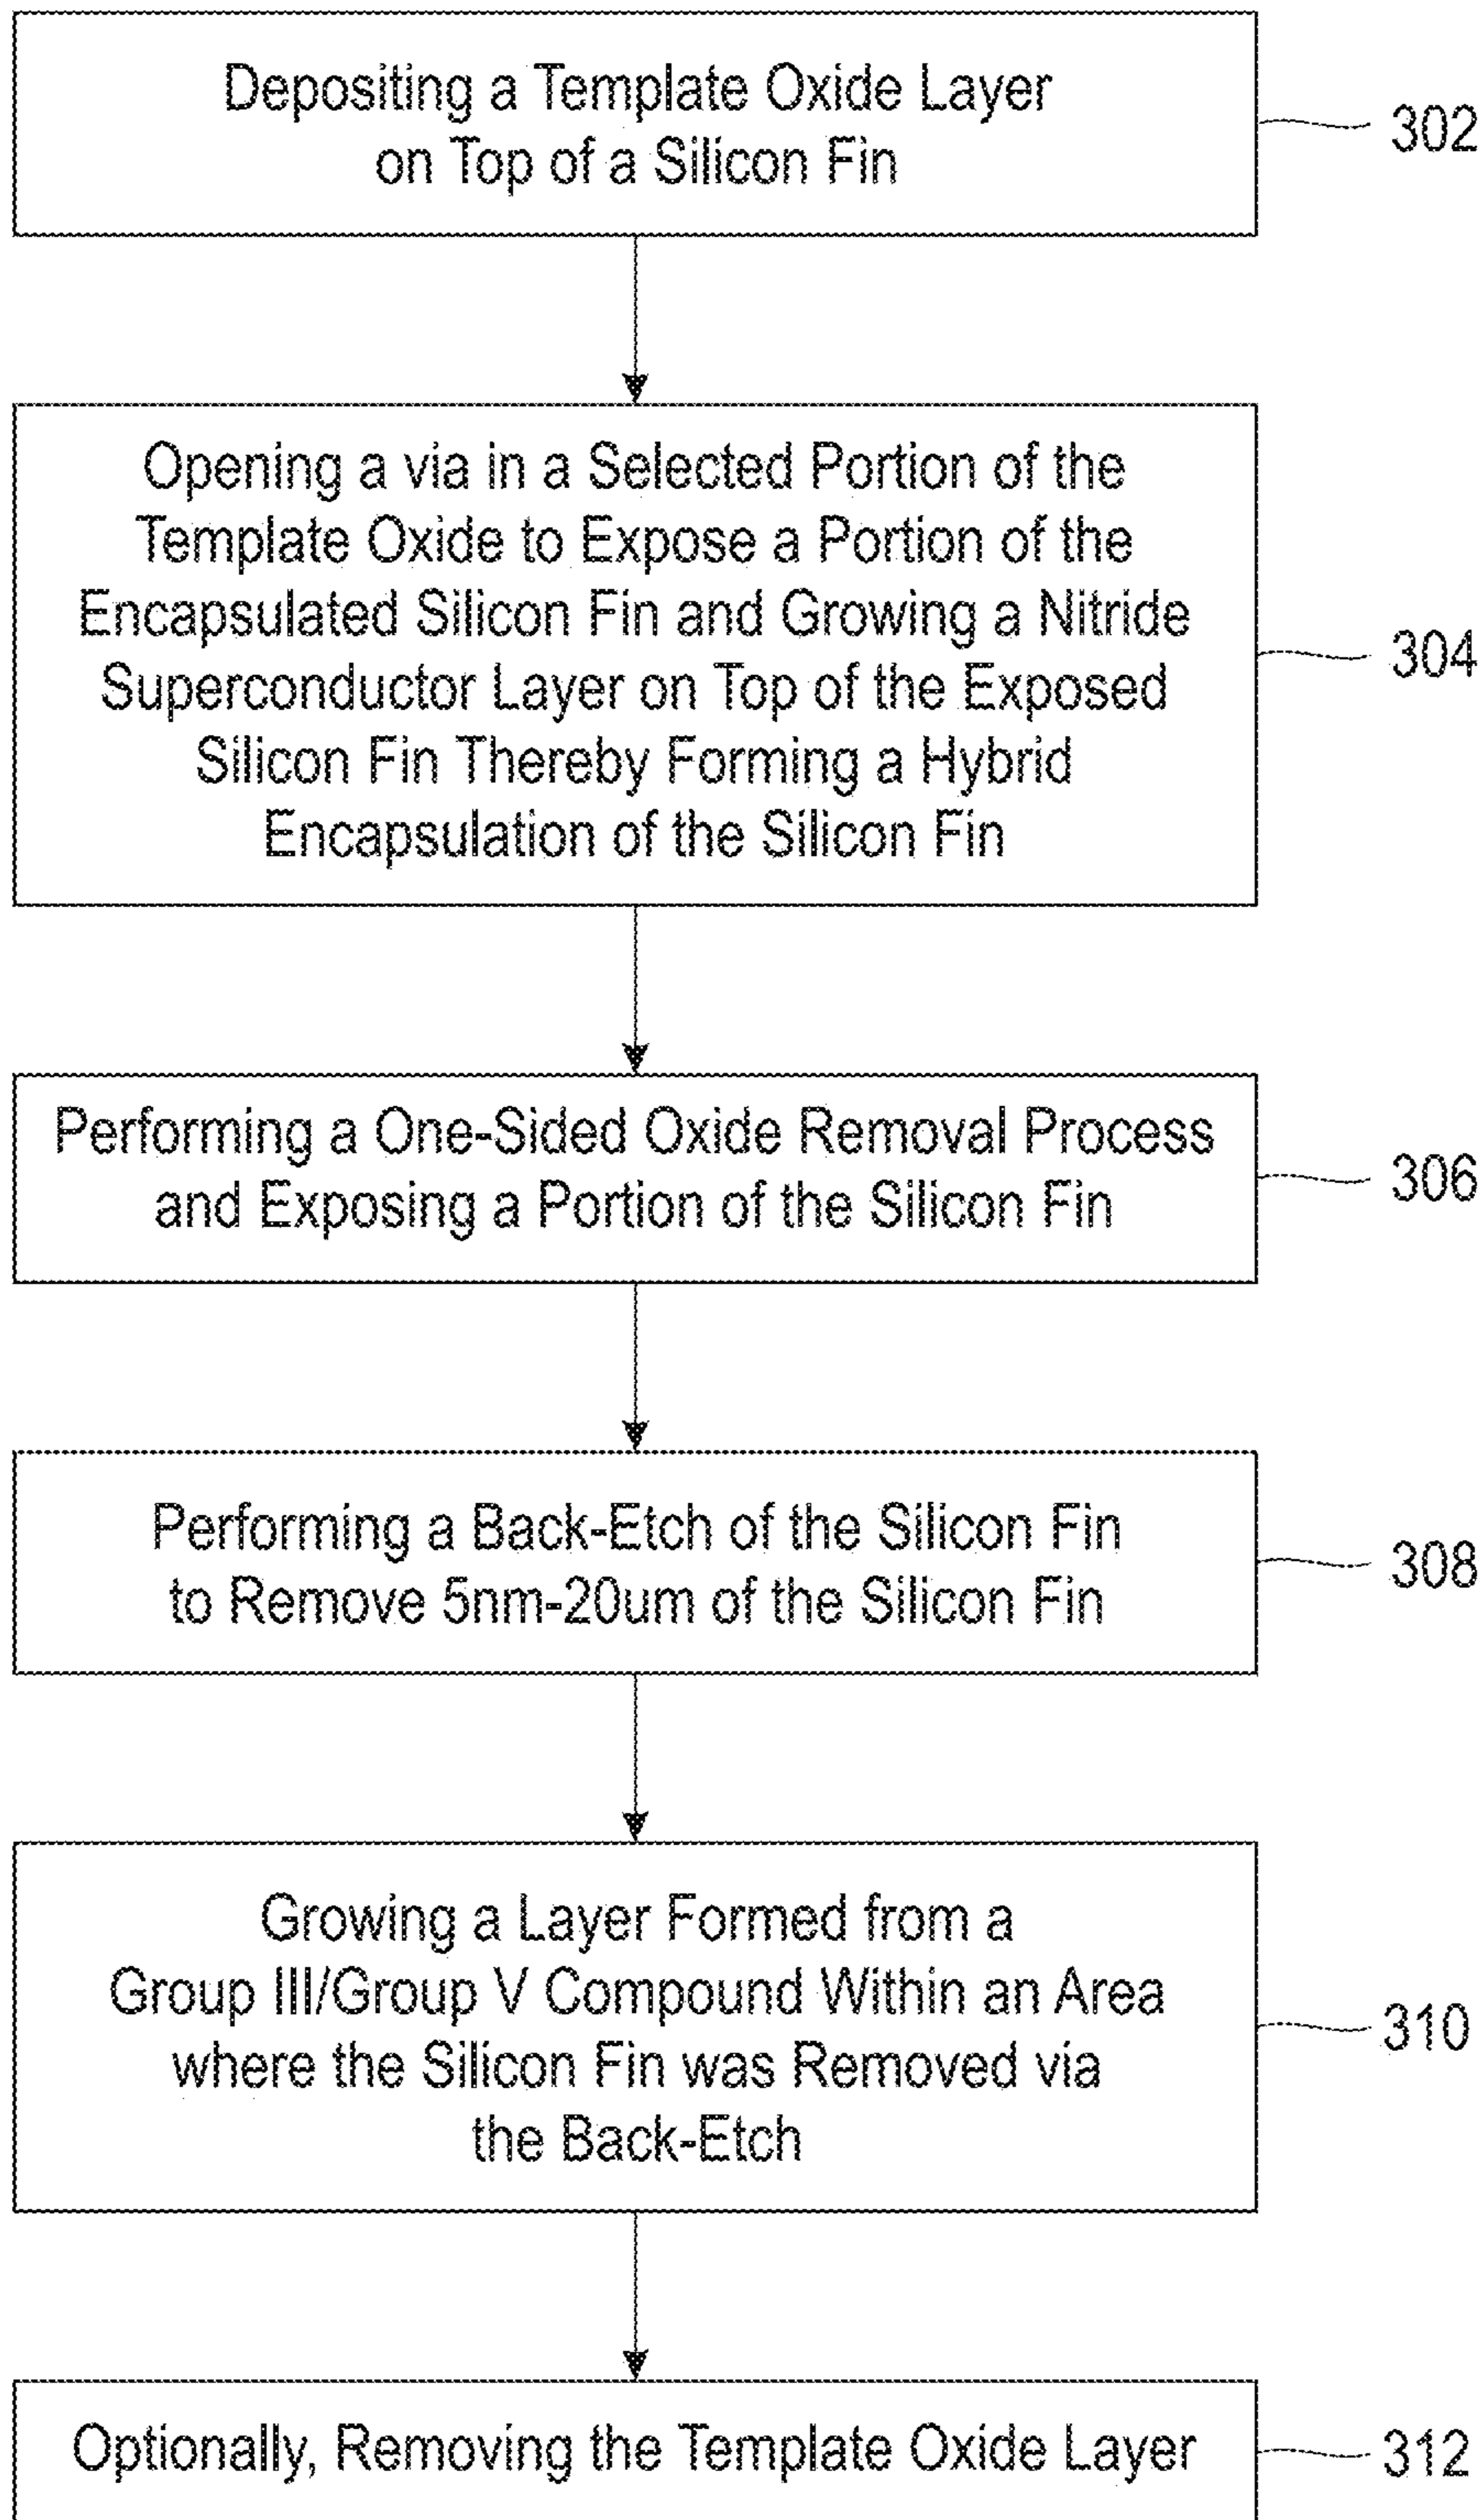 Depositing a Template Oxide Layer
on Top of a Silicon Fin
302
Opening a via in a Selected Portion of the
Template Oxide to Expose a Portion of the
Encapsulated Silicon Fin and Growing a Nitride
Superconductor Layer on Top of the Exposed
Silicon Fin Thereby Forming a Hybrid
Encapsulation of the Silicon Fin
304
Performing a One-Sided Oxide Removal Process
and Exposing a Portion of the Silicon Fin
306
Performing a Back-Etch of the Silicon Fin
to Remove 5nm-20um of the Silicon Fin
308
Growing a Layer Formed from a
Group III/Group V Compound Within an Area
where the Silicon Fin was Removed via
the Back-Etch
310
Optionally, Removing the Template Oxide Layer
312